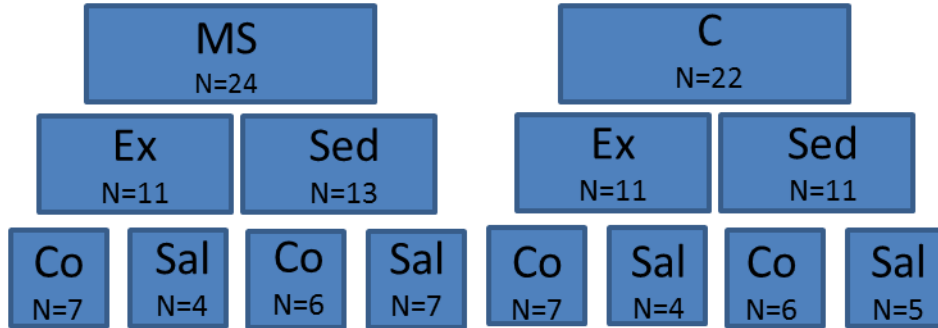 MS
N=24
C
N=22
Ex
N=11
Sed
N=13
Ex
N=11
Sed
N=11
Co
N=7
Sal
N=4
Co
N=6
Sal
N=7
Co
N=7
Sal
N=4
Co
N=6
Sal
N=5